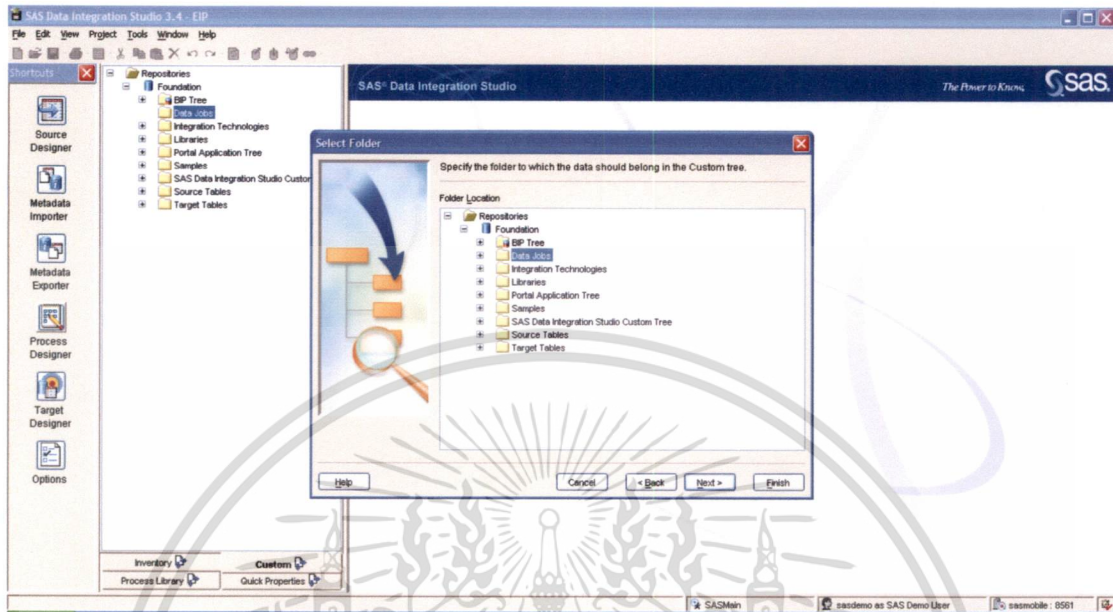 SAS Data Integration Studio 3.4 - EIP
File Edit View Project Tools Window Help
Shortcuts
Source
Designer
Metadata
Importer
Metadata
Exporter
Process
Designer
Target
Designer
Options
Repositories
Foundation
BIP Tree
Data Jobs
Integration Technologies
Libraries
Portal Application Tree
Samples
SAS Data Integration Studio Custor
Source Tables
Target Tables
Inventory
Custom
Process Library
Quick Properties
SAS® Data Integration Studio
The Power to Know.
sas.
Select Folder
Specify the folder to which the data should belong in the Custom tree.
Folder Location
Repositories
Foundation
BIP Tree
Data Jobs
Integration Technologies
Libraries
Portal Application Tree
Samples
SAS Data Integration Studio Custom Tree
Source Tables
Target Tables
Help
Cancel
< Back
Next >
Finish
SASMain
sasdemo as SAS Demo User
sasmobile : 8561